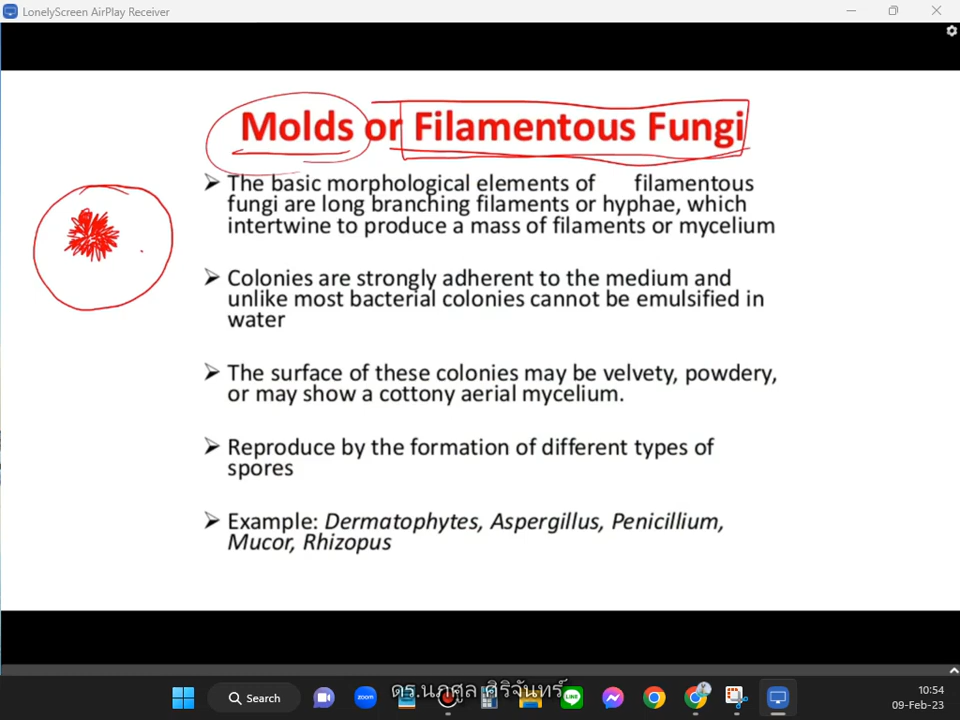 LonelyScreen AirPlay Receiver
Molds or Filamentous Fungi
The basic morphological elements of filamentous
fungi are long branching filaments or hyphae, which
intertwine to produce a mass of filaments or mycelium
Colonies are strongly adherent to the medium and
unlike most bacterial colonies cannot be emulsified in
water
The surface of these colonies may be velvety, powdery,
or may show a cottony aerial mycelium.
Reproduce by the formation of different types of
spores
Example: Dermatophytes, Aspergillus, Penicillium,
Mucor, Rhizopus
Search
zoom
ดร.นภศูล ศิริจันทร์
LINE
10:54
09-Feb-23